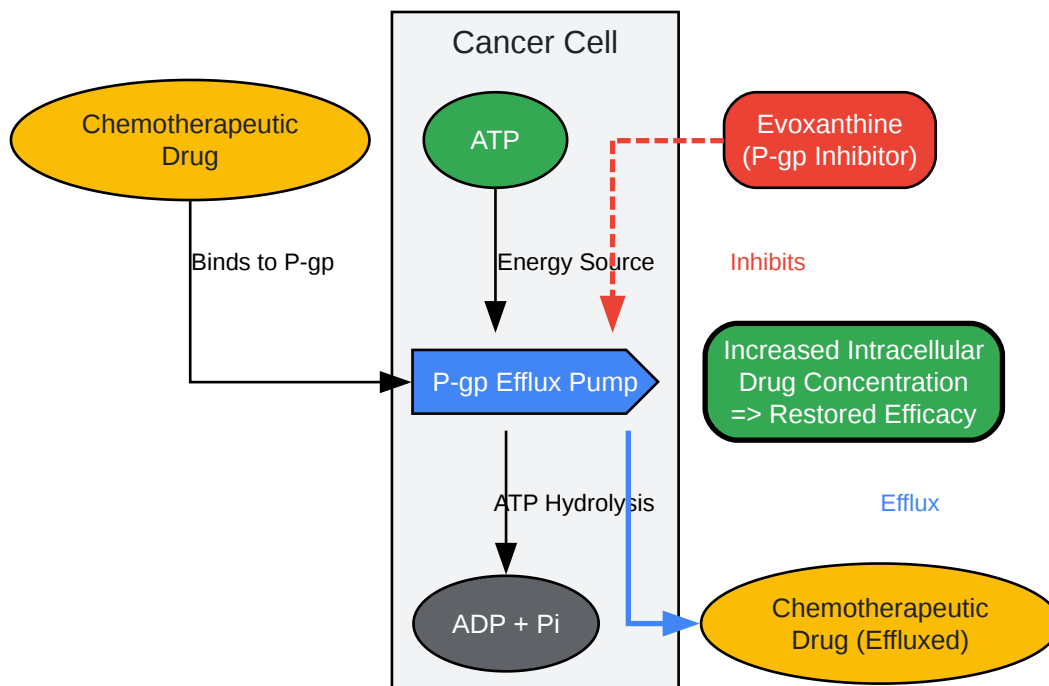 Cancer Cell
Chemotherapeutic
Drug
ATP
Evoxanthine
(P-gp Inhibitor)
Binds to P-gp
Energy Source
Inhibits
P-gp Efflux Pump
Increased Intracellular
Drug Concentration
=> Restored Efficacy
ATP Hydrolysis
Efflux
ADP + Pi
Chemotherapeutic
Drug (Effluxed)